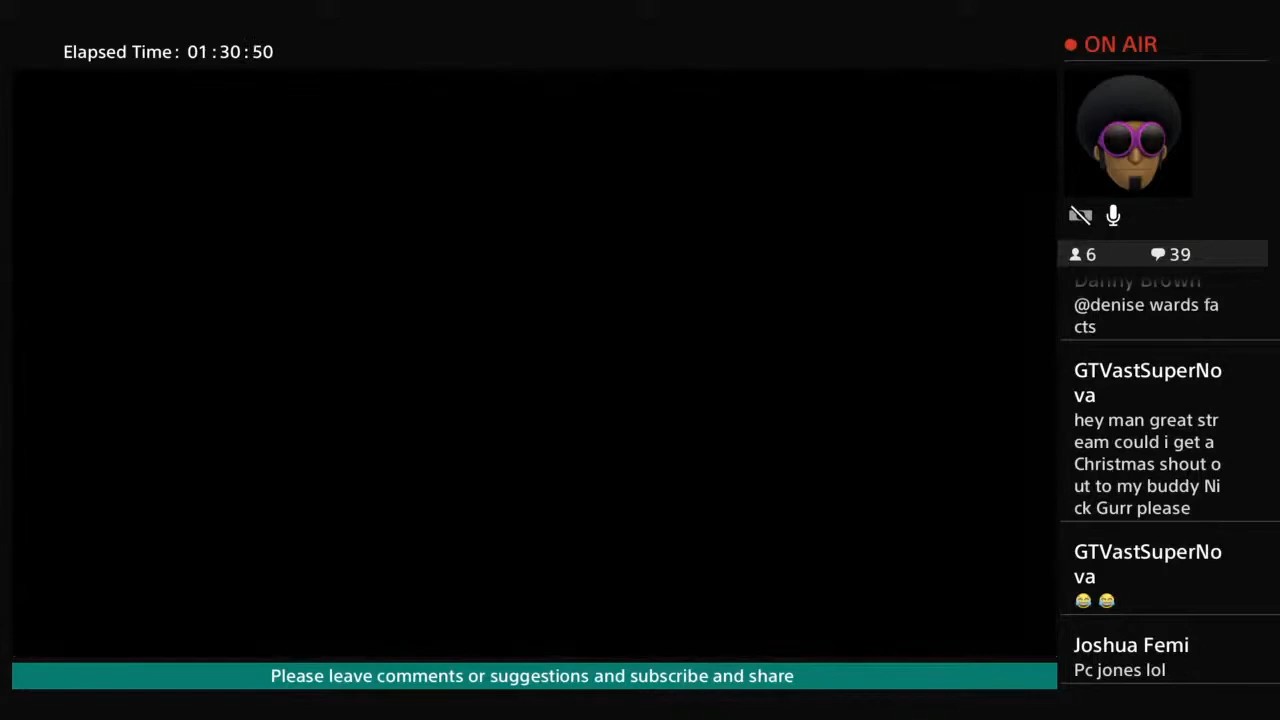 Elapsed Time: 01:30:50
ON AIR
6 39
Danny Brown
@denise wards fa
cts
GTVastSuperNo
va
hey man great str
eam could i get a
Christmas shout o
ut to my buddy Ni
ck Gurr please
GTVastSuperNo
va
😂 😂
Joshua Femi
Pc jones lol
Please leave comments or suggestions and subscribe and share